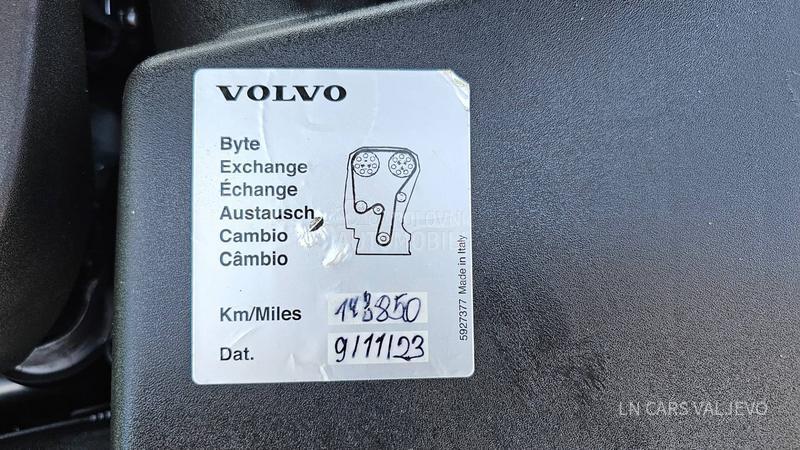 VOLVO
Byte
Exchange
Échange
Austausch
Cambio
Câmbio
Km/Miles
Dat. 9/11/23
5927377 Made in Italy
LN CARS VALJEVO